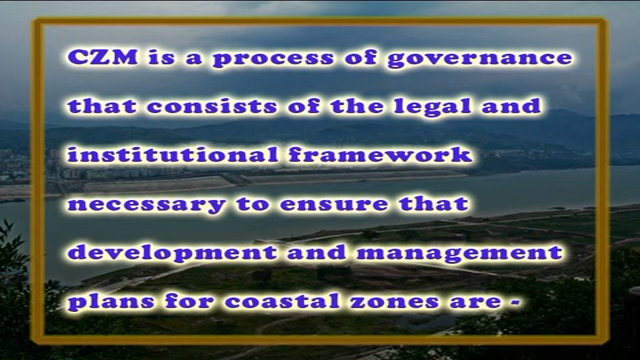 CZM is a process of governance
that consists of the legal and
institutional framework
necessary to ensure that
development and management
plans for coastal zones are -